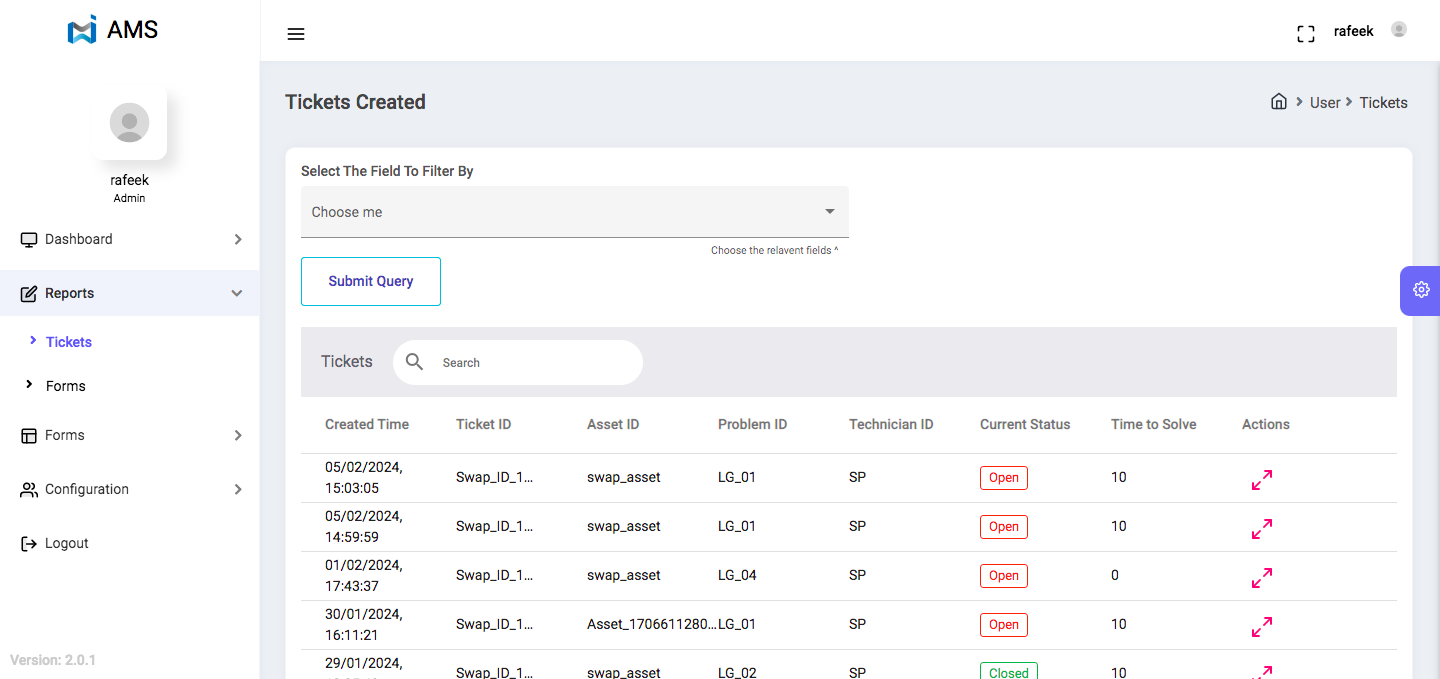 AMS
rafeek
rafeek
Admin
Dashboard
Reports
Tickets
Forms
Forms
Configuration
Logout
Version: 2.0.1
Tickets Created
User
Tickets
Select The Field To Filter By
Choose me
Choose the relavent fields ^
Submit Query
Tickets
Search
Created Time Ticket ID Asset ID Problem ID Technician ID Current Status Time to Solve Actions
05/02/2024,
15:03:05 Swap_ID_1... swap_asset LG_01 SP Open 10
05/02/2024,
14:59:59 Swap_ID_1... swap_asset LG_01 SP Open 10
01/02/2024,
17:43:37 Swap_ID_1... swap_asset LG_04 SP Open 0
30/01/2024,
16:11:21 Swap_ID_1... Asset_1706611280... LG_01 SP Open 10
29/01/2024,
Swap_ID_1... swap_asset LG_02 SP Closed 10